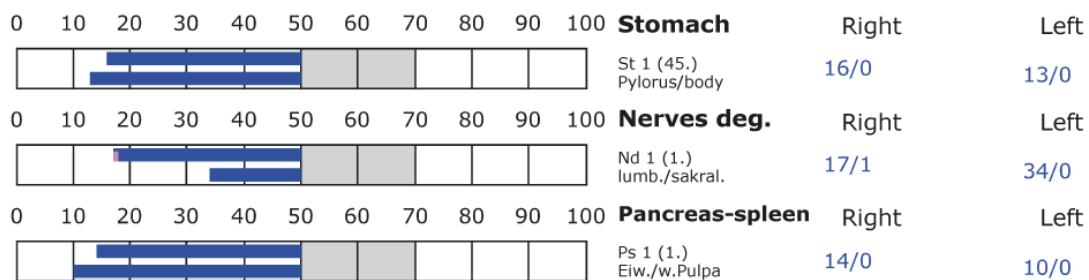 0 10 20 30 40 50 60 70 80 90 100 Stomach Right Left
St 1 (45.) 16/0 13/0
Pylorus/body
0 10 20 30 40 50 60 70 80 90 100 Nerves deg. Right Left
Nd 1 (1.) 17/1 34/0
lumb./sakral.
0 10 20 30 40 50 60 70 80 90 100 Pancreas-spleen Right Left
Ps 1 (1.) 14/0 10/0
Eiw./w.Pulpa